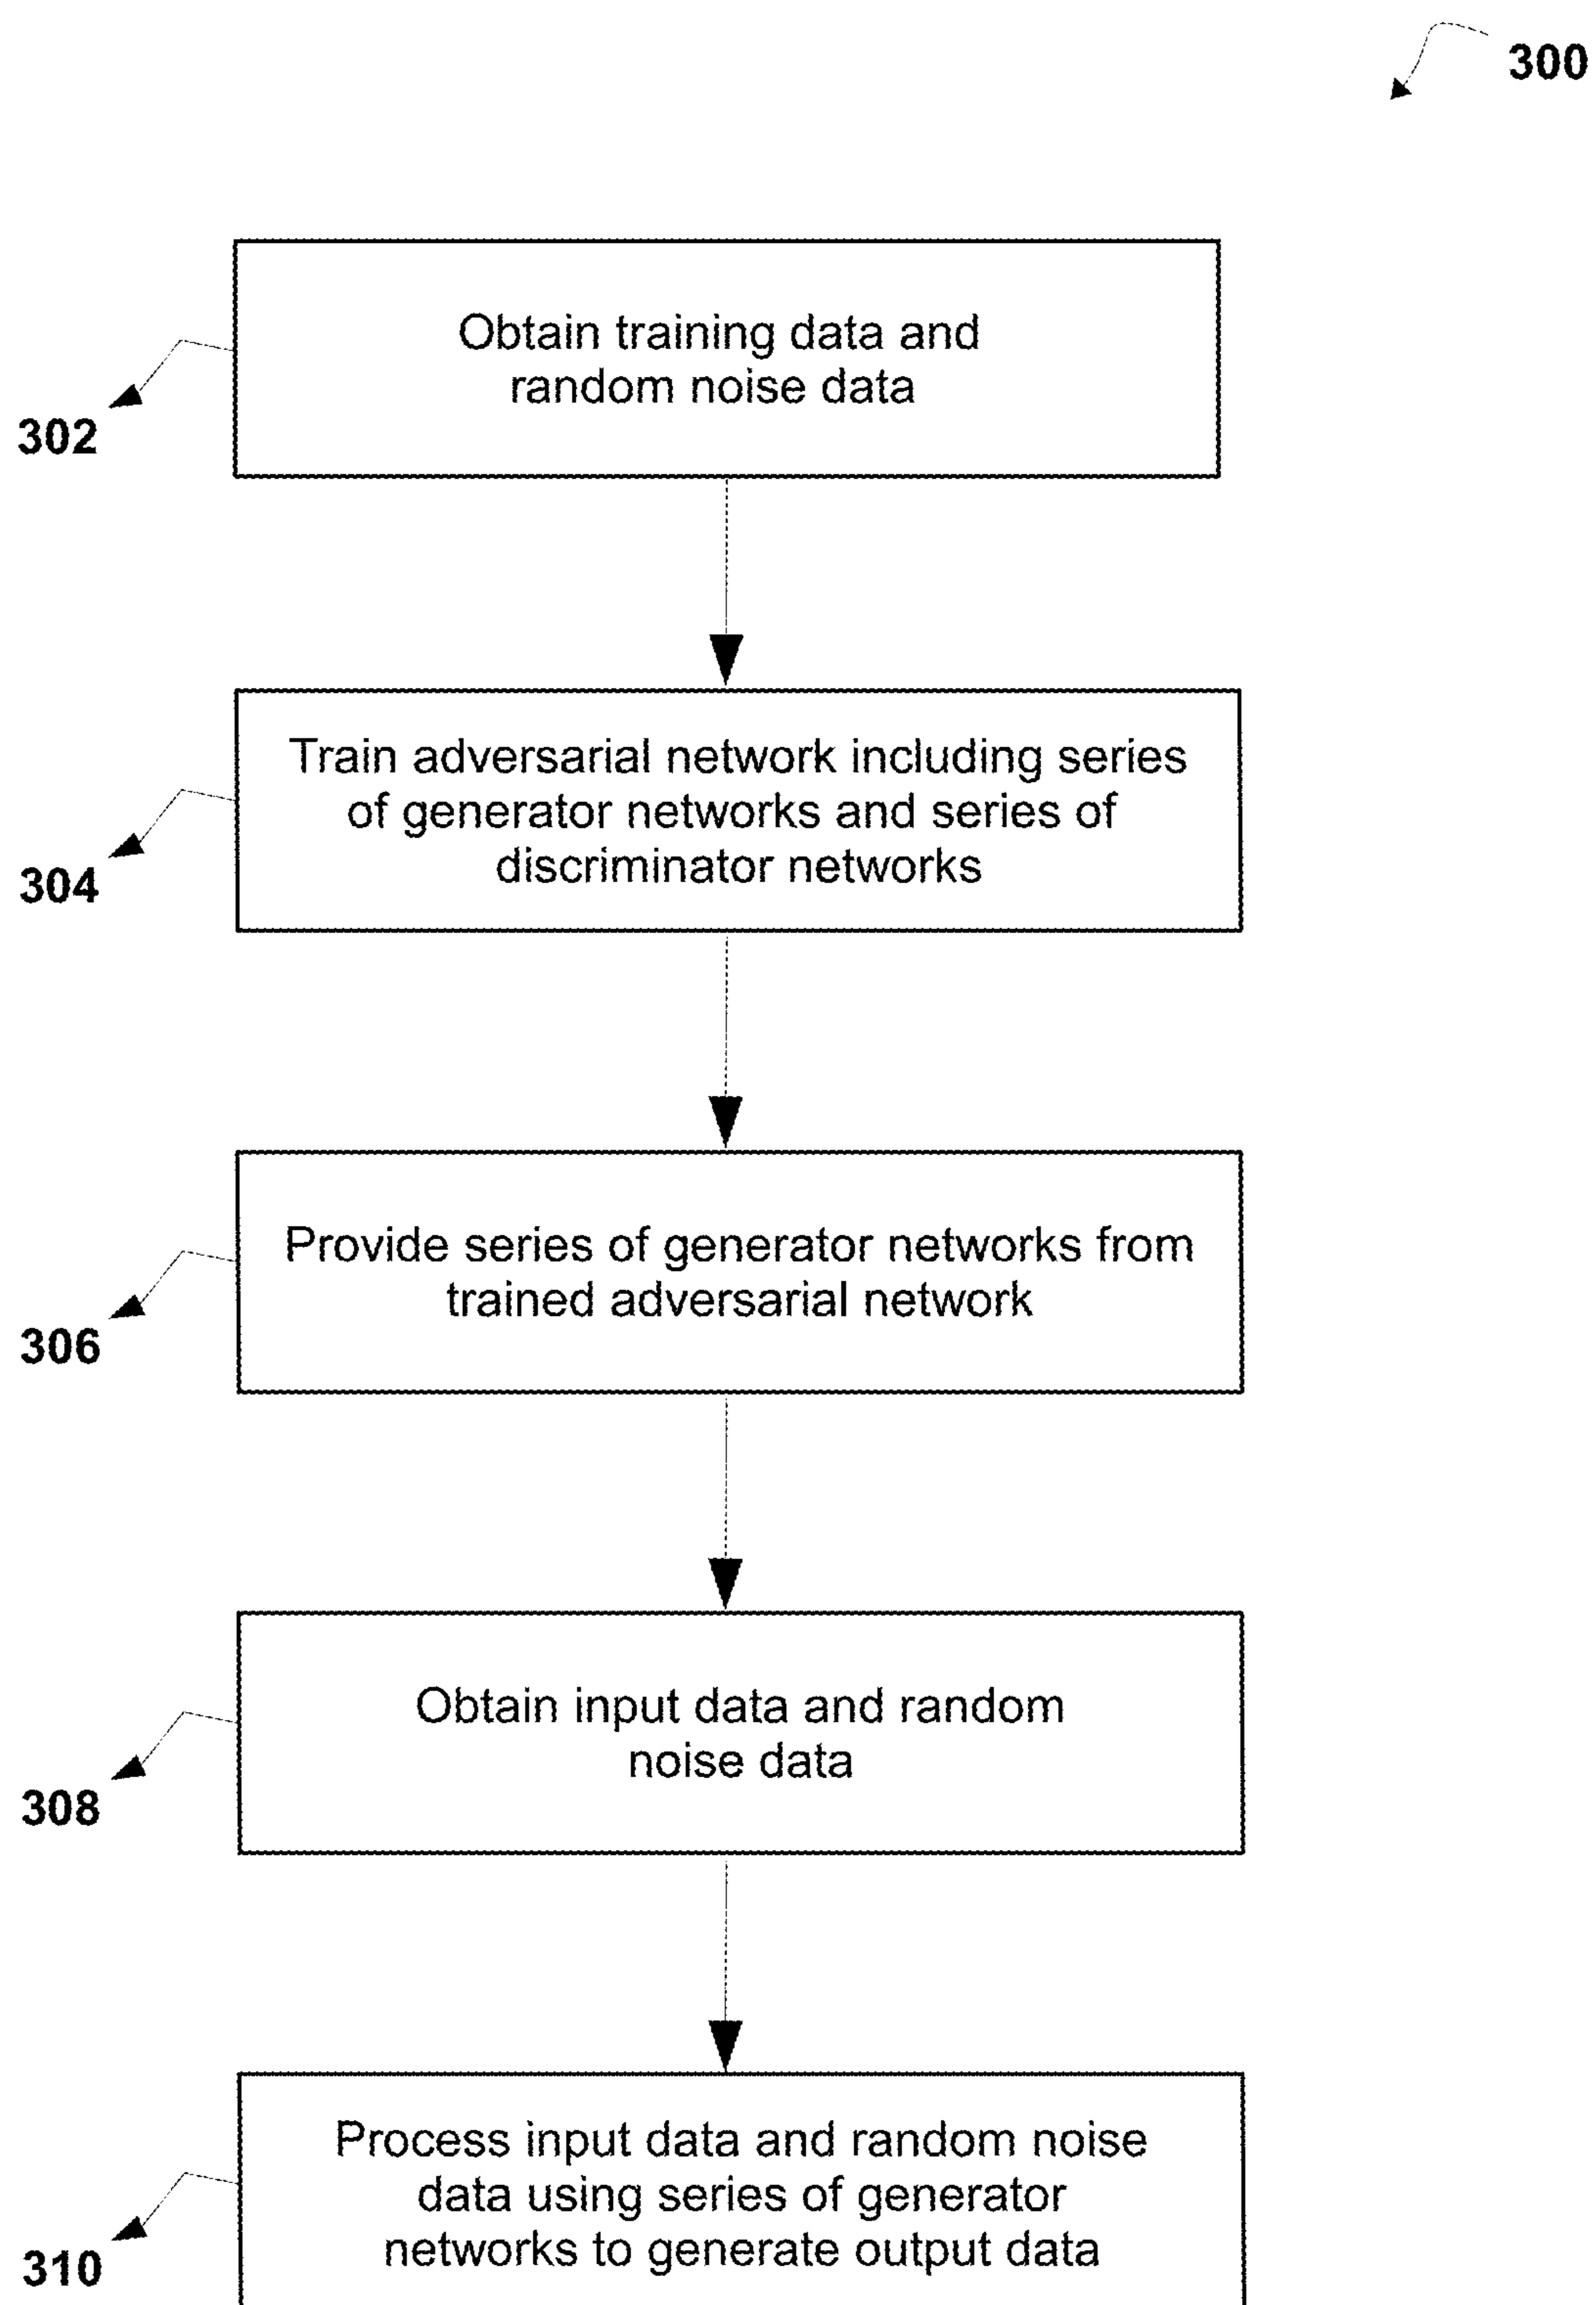 300
Obtain training data and
random noise data
302
Train adversarial network including series
of generator networks and series of
discriminator networks
304
Provide series of generator networks from
trained adversarial network
306
Obtain input data and random
noise data
308
Process input data and random noise
data using series of generator
networks to generate output data
310